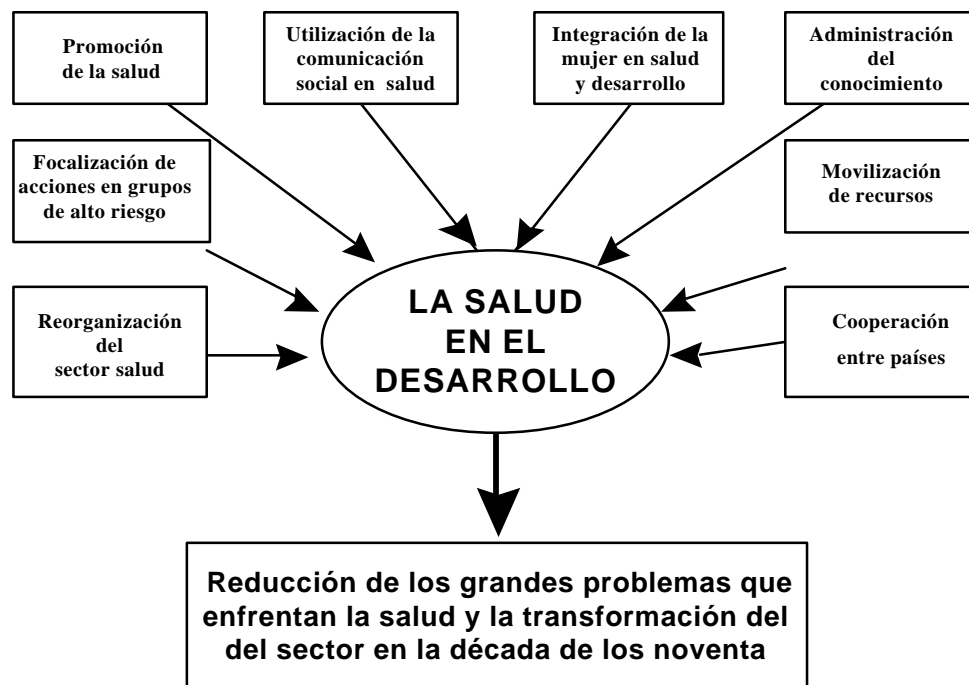 Promoción
de la salud
Utilización de la
comunicación
social en salud
Integración de la
mujer en salud
y desarrollo
Administración
del
conocimiento
Focalización de
acciones en grupos
de alto riesgo
Movilización
de recursos
Reorganización
del
sector salud
LA SALUD
EN EL
DESARROLLO
Cooperación
entre países
Reducción de los grandes problemas que
enfrentan la salud y la transformación del
del sector en la década de los noventa